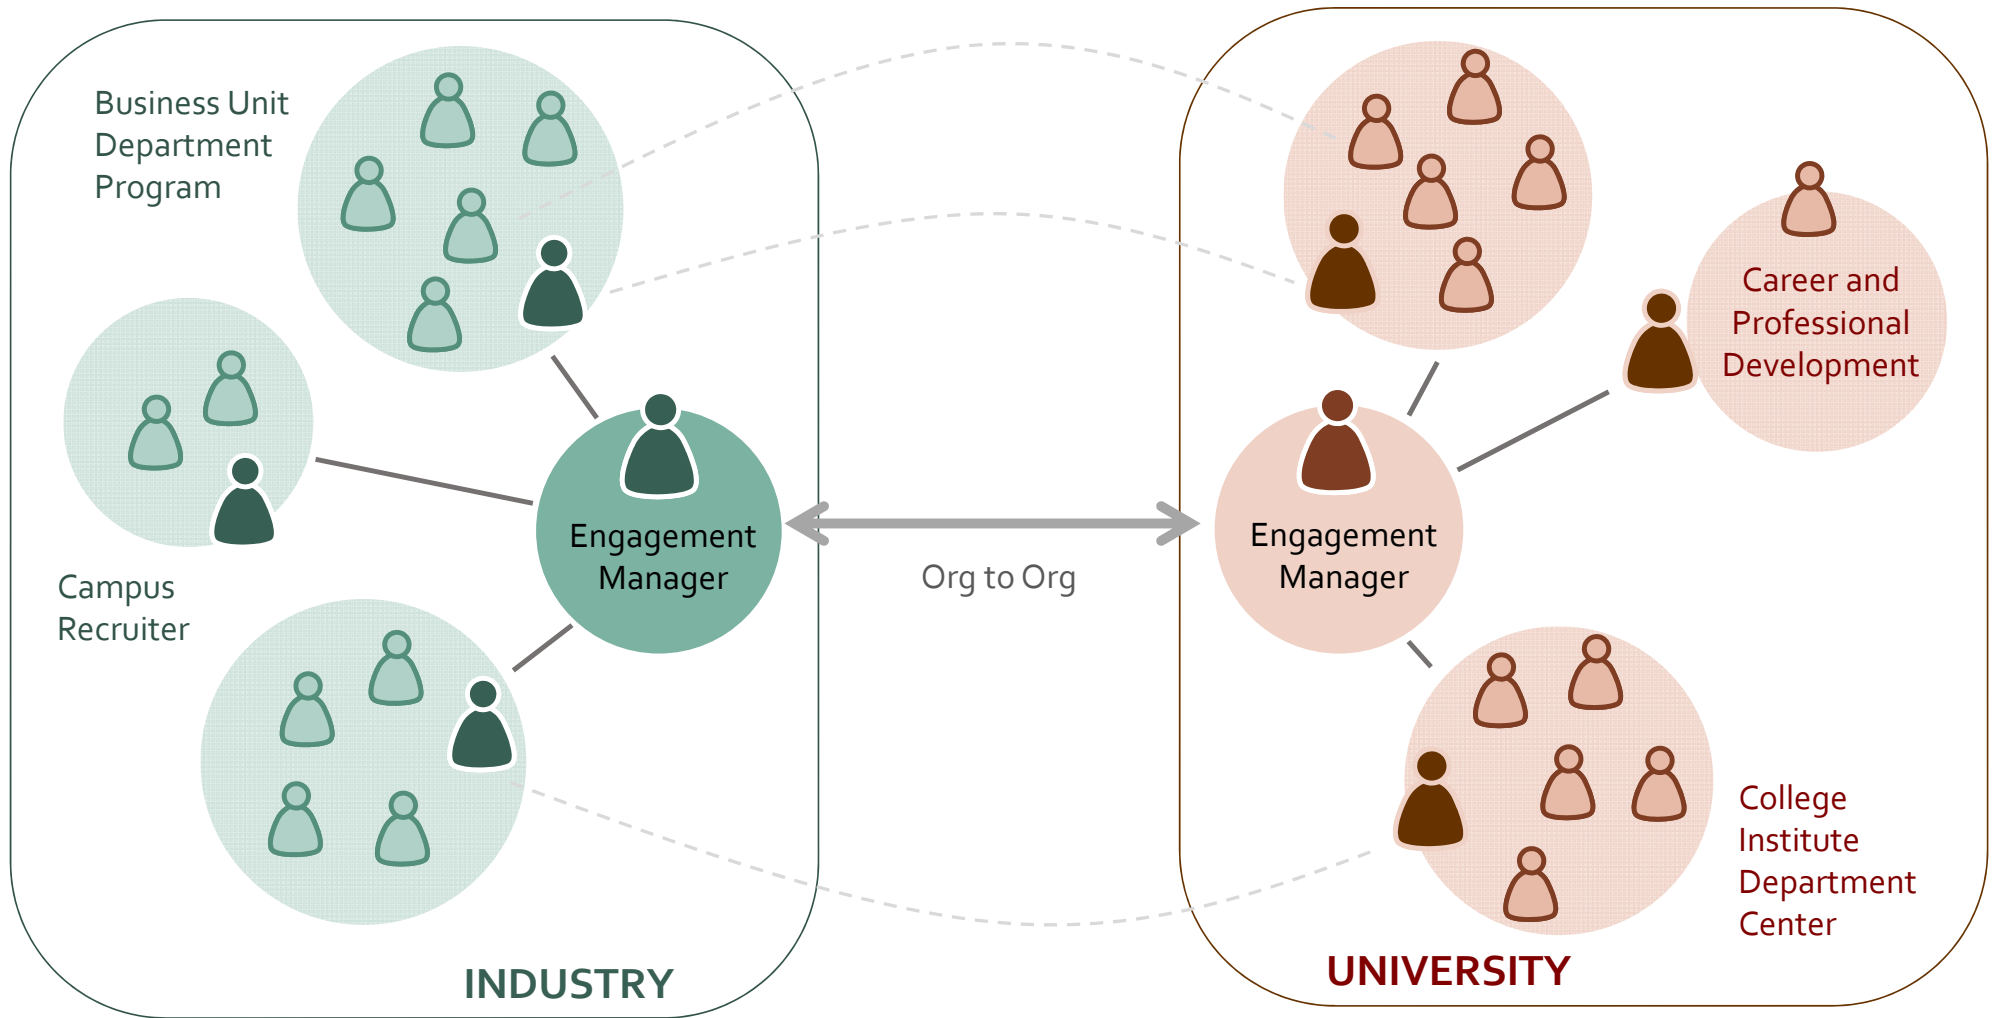 Business Unit
Department
Program
Campus
Recruiter
Engagement
Manager
INDUSTRY
Org to Org
Engagement
Manager
Career and
Professional
Development
College
Institute
Department
Center
UNIVERSITY